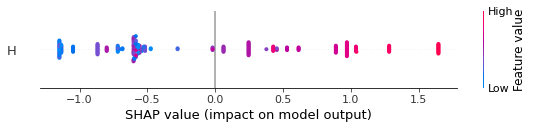 High
H
Feature value
Low
−1.0 −0.5 0.0 0.5 1.0 1.5
SHAP value (impact on model output)